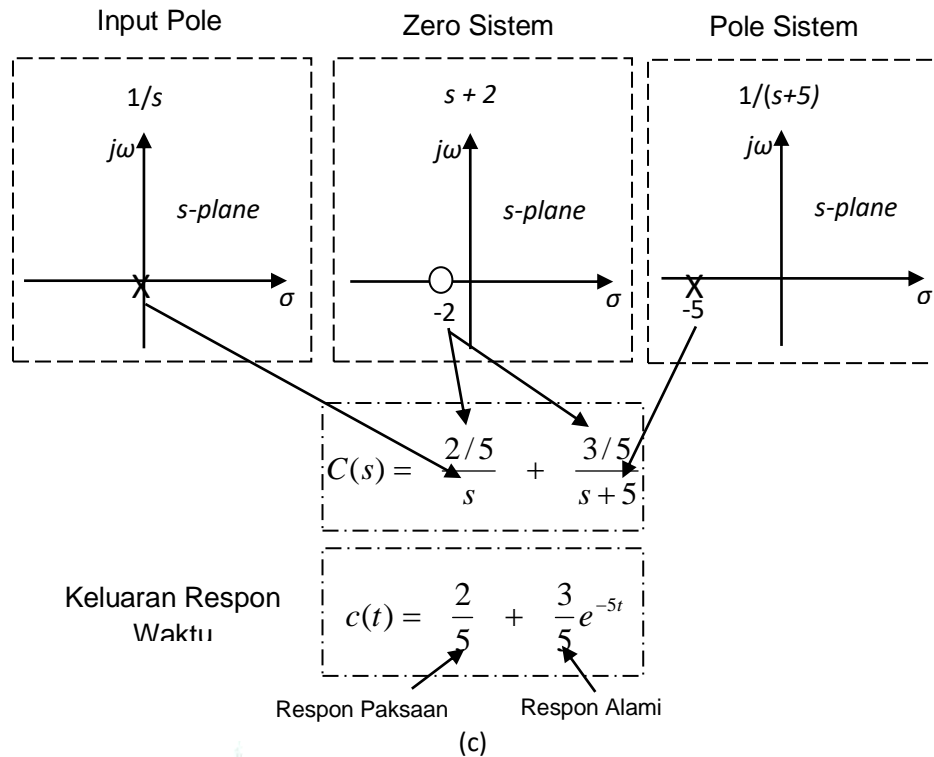 Input Pole
Zero Sistem
Pole Sistem
1/s
s + 2
1/(s+5)
jω
jω
jω
s-plane
s-plane
s-plane
X
σ
-2
σ
X
-5
σ
C(s) = 2/5 / s + 3/5 / s + 5
Keluaran Respon
Waktu
c(t) = 2/5 + 3/5 e^{-5t}
Respon Paksaan
Respon Alami
(c)